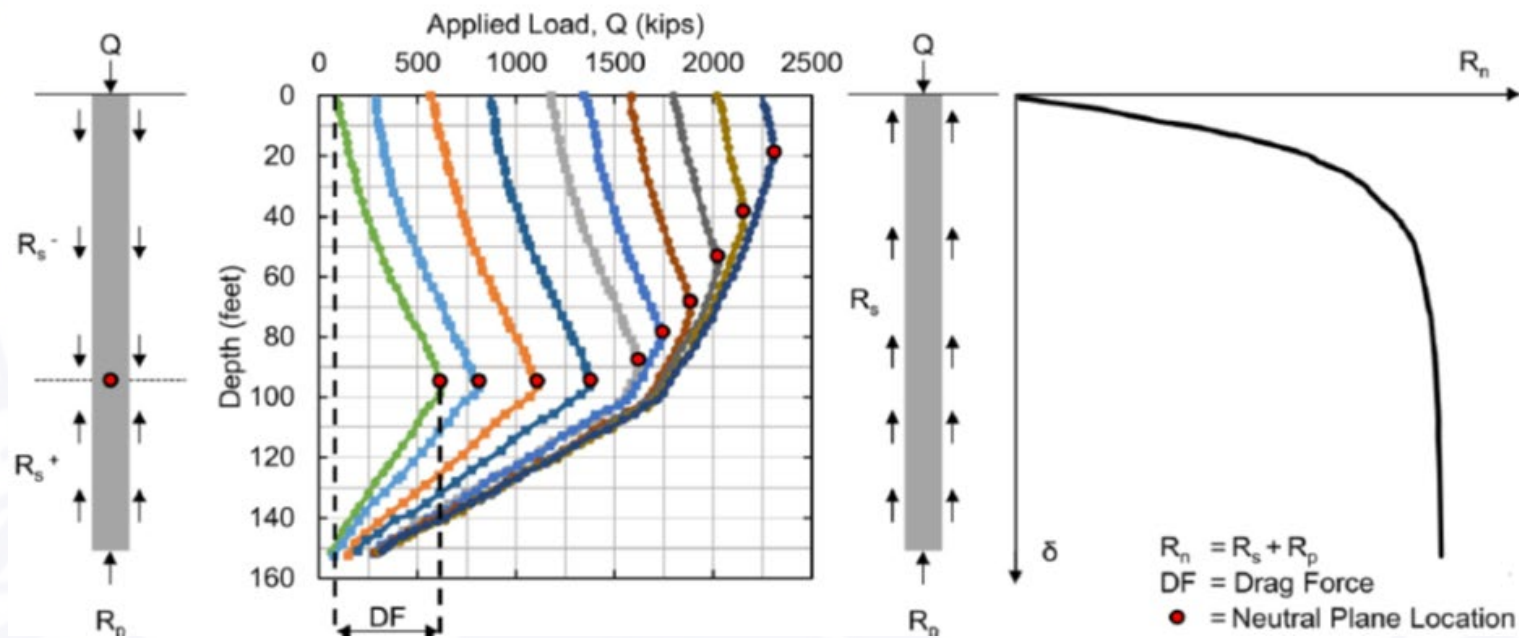 Applied Load, Q (kips)
0 500 1000 1500 2000 2500
Q
Rs-
Rs+
Rp
Depth (feet)
0
20
40
60
80
100
120
140
160
DF
Q
Rs
Rp
Rn
δ
Rn = Rs + Rp
DF = Drag Force
= Neutral Plane Location